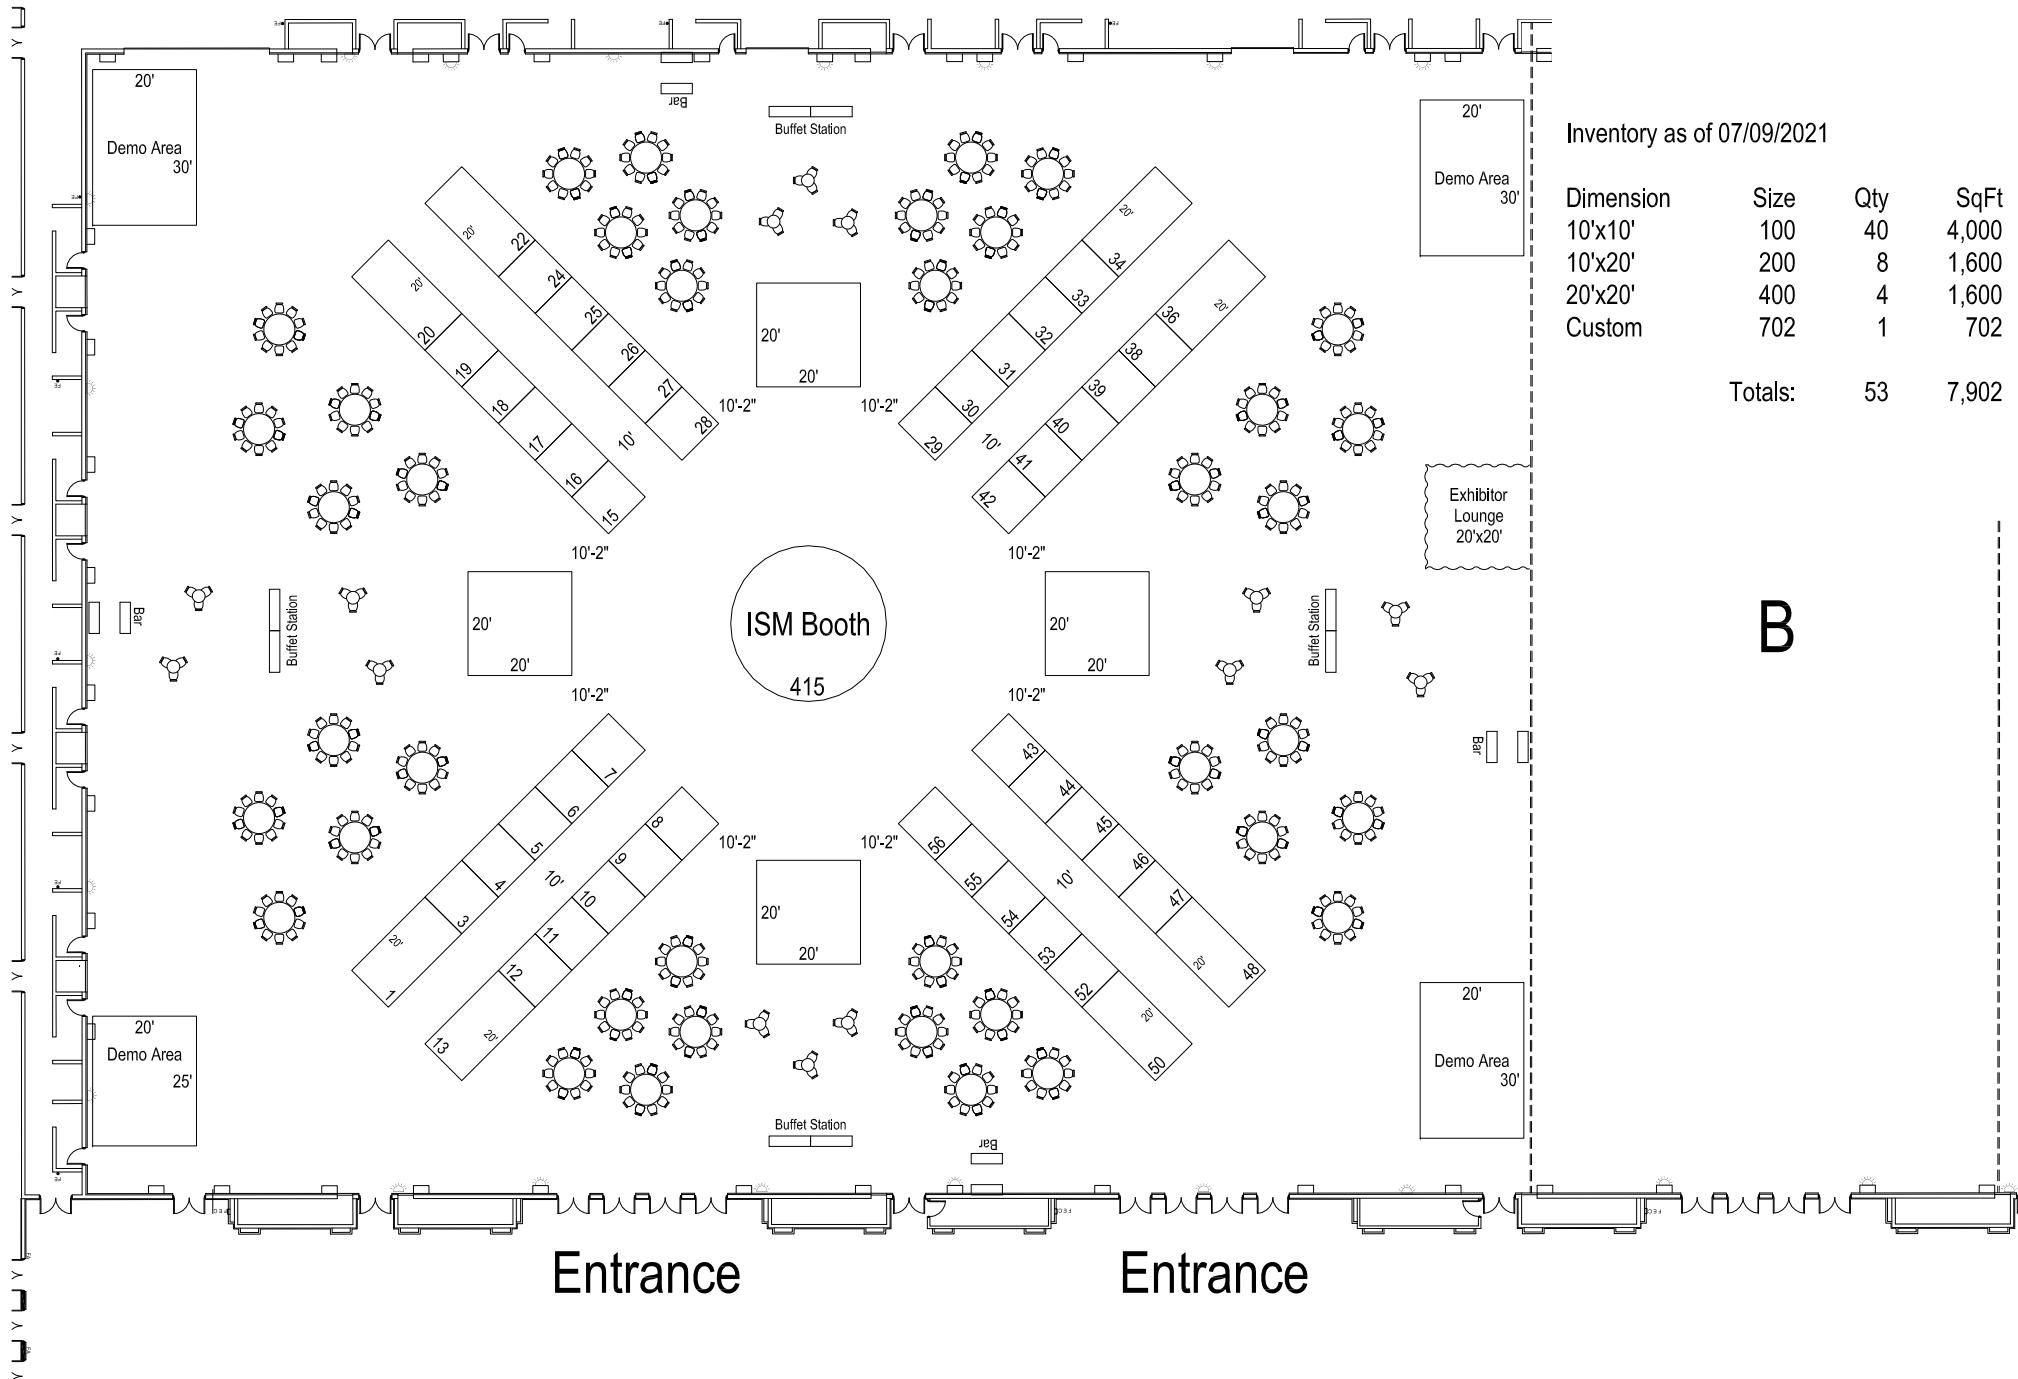 20'
Demo Area
30'
Bar
Buffet Station
20'
Demo Area
30'
Inventory as of 07/09/2021
Dimension Size Qty SqFt
10'x10' 100 40 4,000
10'x20' 200 8 1,600
20'x20' 400 4 1,600
Custom 702 1 702
Totals: 53 7,902
20'
22
24
25
26
27
28
20'
20
19
18
17
16
15
10'
20'
20'
10'-2"
10'-2"
20'
34
33
32
31
30
29
10'
20'
36
38
39
40
41
42
Exhibitor
Lounge
20'x20'
10'-2"
10'-2"
Bar
Buffet Station
20'
20'
ISM Booth
415
20'
20'
Buffet Station
B
10'-2"
10'-2"
Bar
7
6
5
4
3
20'
1
10'
8
9
10
11
12
20'
13
10'-2"
10'-2"
20'
20'
43
44
45
46
47
20'
48
10'
56
55
54
53
52
20'
50
20'
Demo Area
25'
20'
Demo Area
30'
Buffet Station
Bar
FEC
FEC
FEC
Entrance
Entrance